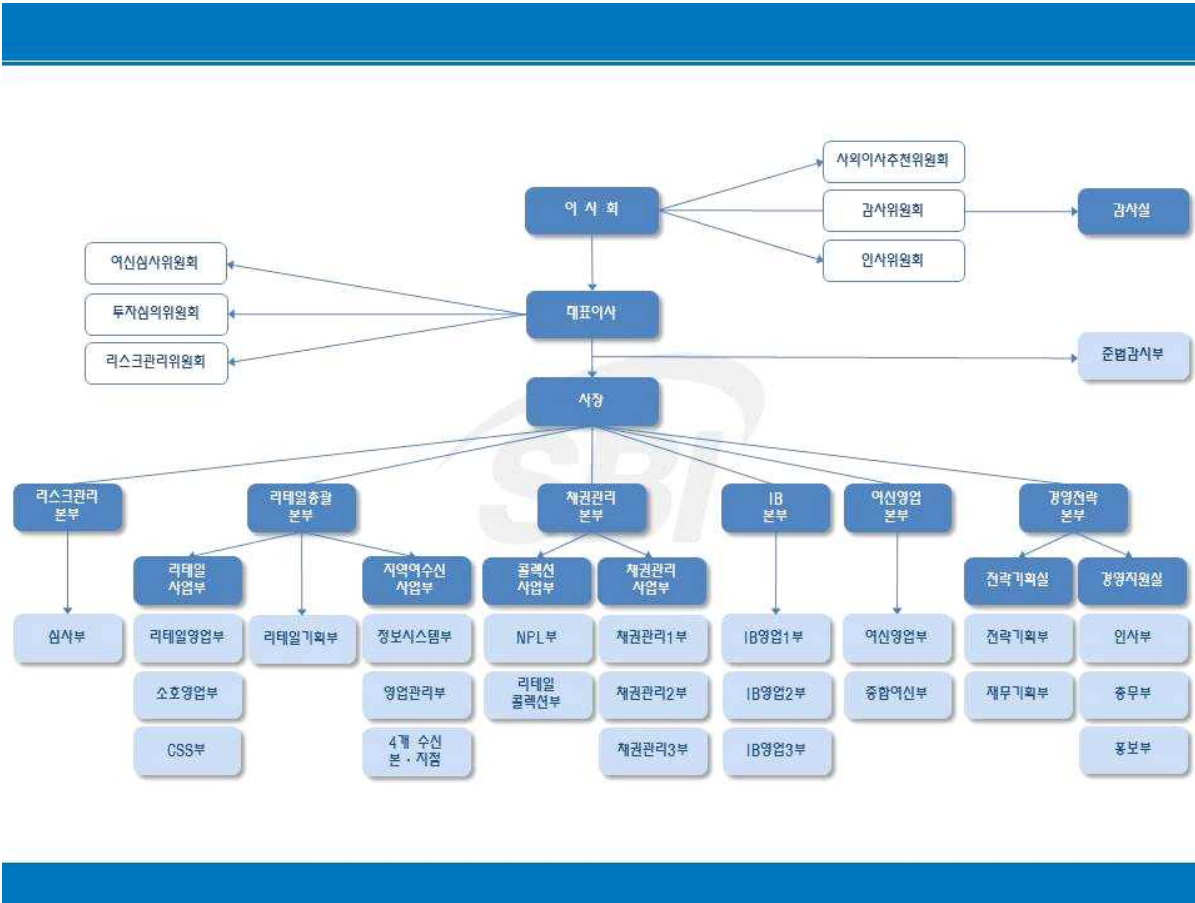 사외이사추천위원회
이 사 회
감사위원회
감사실
인사위원회
여신심사위원회
투자심의위원회
리스크관리위원회
대표이사
준법감시부
사장
SBI
리스크관리
본부
리테일총괄
본부
채권관리
본부
IB
본부
여신영업
본부
경영전략
본부
리테일
사업부
지역여수신
사업부
콜렉션
사업부
채권관리
사업부
전략기획실
경영지원실
심사부
리테일영업부
리테일기획부
정보시스템부
NPL부
채권관리1부
IB영업1부
여신영업부
전략기획부
인사부
소호영업부
영업관리부
리테일
콜렉션부
채권관리2부
IB영업2부
종합여신부
재무기획부
총무부
CSS부
4개 수신
본·지점
채권관리3부
IB영업3부
홍보부